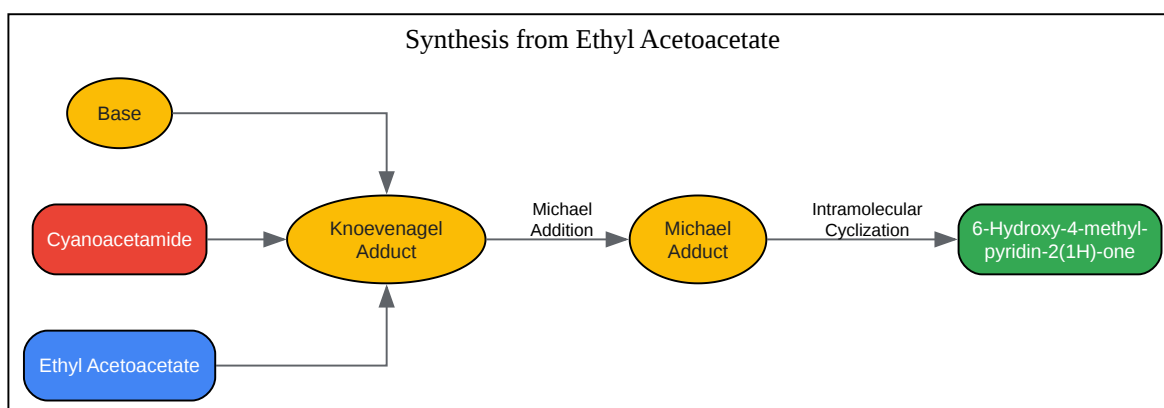 Synthesis from Ethyl Acetoacetate
Base
Cyanoacetamide
Ethyl Acetoacetate
Knoevenagel
Adduct
Michael
Addition
Michael
Adduct
Intramolecular
Cyclization
6-Hydroxy-4-methyl-
pyridin-2(1H)-one